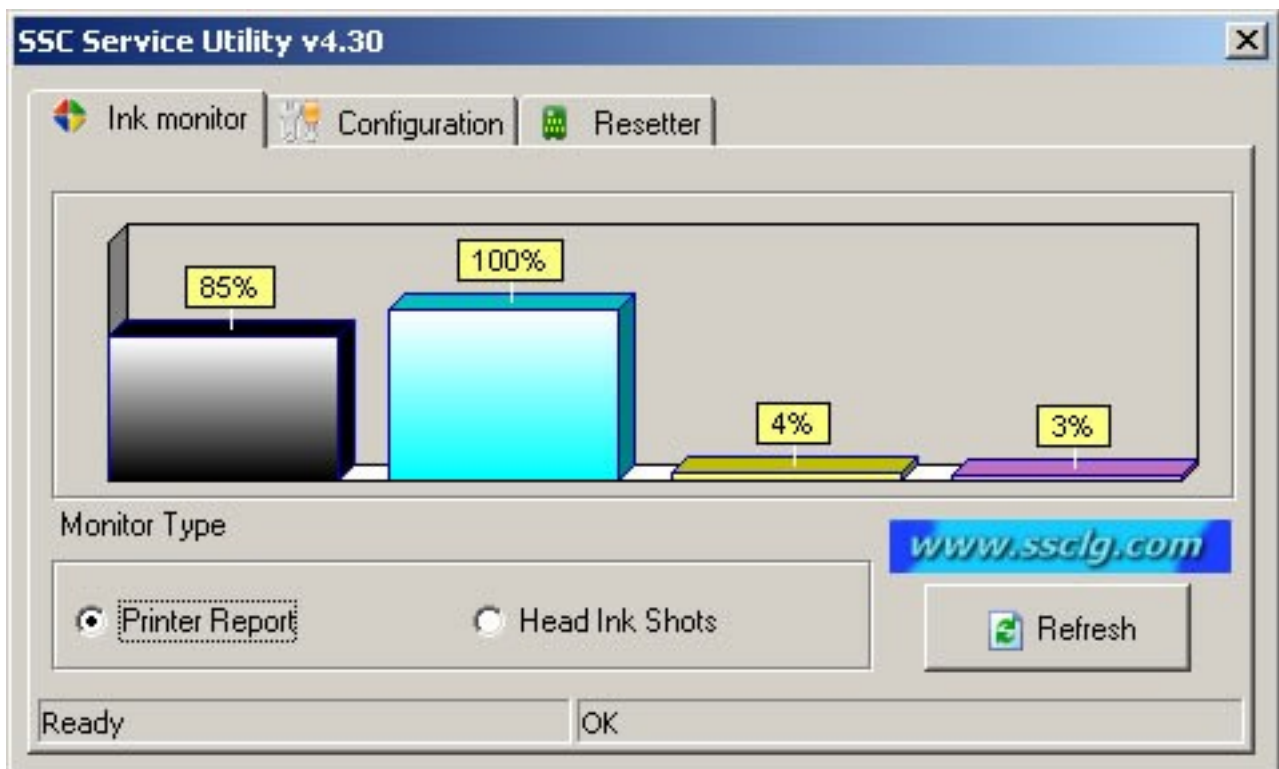 SSC Service Utility v4.30
Ink monitor
Configuration
Resetter
85%
100%
4%
3%
Monitor Type
www.ssclg.com
Printer Report
Head Ink Shots
Refresh
Ready
OK